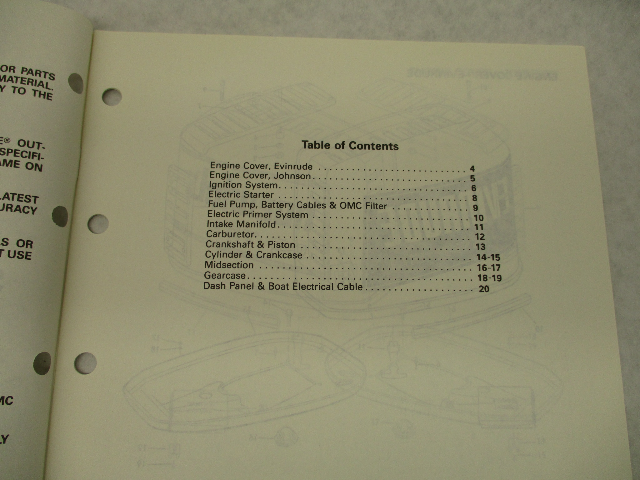 OR PARTS
MATERIAL.
Y TO THE
E® OUT-
SPECIFI-
AME ON
LATEST
URACY
LS OR
T USE
MC
LY
Table of Contents
Engine Cover, Evinrude . . . . . . . . . . . . . . . . . . . . . . . . . 4
Engine Cover, Johnson . . . . . . . . . . . . . . . . . . . . . . . . . 5
Ignition System. . . . . . . . . . . . . . . . . . . . . . . . . . . . . . . 6
Electric Starter . . . . . . . . . . . . . . . . . . . . . . . . . . . . . . . 8
Fuel Pump, Battery Cables & OMC Filter . . . . . . . . . . . . . 9
Electric Primer System . . . . . . . . . . . . . . . . . . . . . . . . . 10
Intake Manifold. . . . . . . . . . . . . . . . . . . . . . . . . . . . . . . 11
Carburetor. . . . . . . . . . . . . . . . . . . . . . . . . . . . . . . . . . . 12
Crankshaft & Piston . . . . . . . . . . . . . . . . . . . . . . . . . . . 13
Cylinder & Crankcase . . . . . . . . . . . . . . . . . . . . . . . . . . 14-15
Midsection . . . . . . . . . . . . . . . . . . . . . . . . . . . . . . . . . . 16-17
Gearcase. . . . . . . . . . . . . . . . . . . . . . . . . . . . . . . . . . . . 18-19
Dash Panel & Boat Electrical Cable . . . . . . . . . . . . . . . . . 20